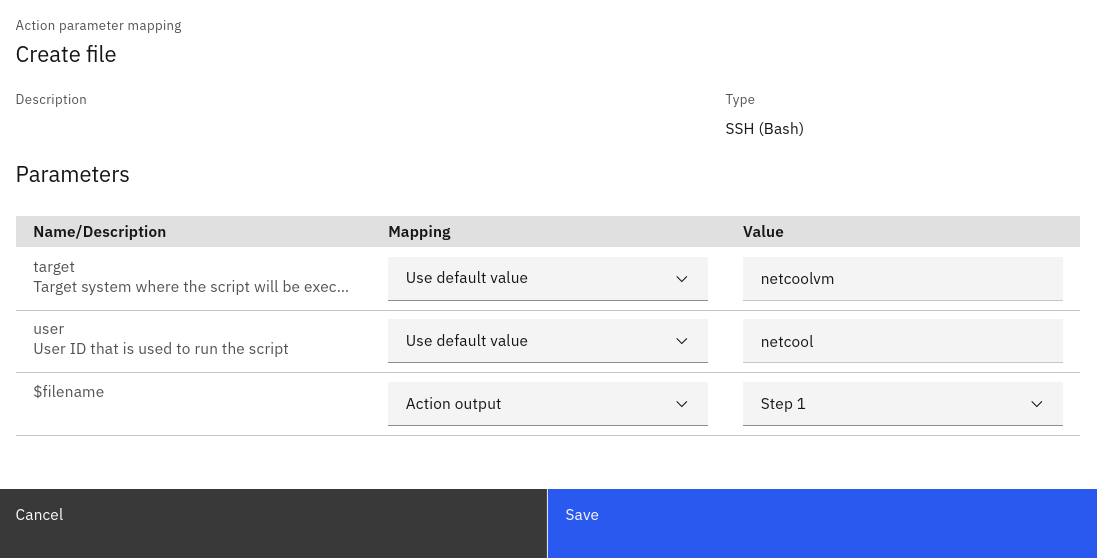 Action parameter mapping
Create file
Description
Type
SSH (Bash)
Parameters
Name/Description Mapping Value
target
Target system where the script will be exec...
Use default value
netcoolvm
user
User ID that is used to run the script
Use default value
netcool
$filename
Action output
Step 1
Cancel
Save